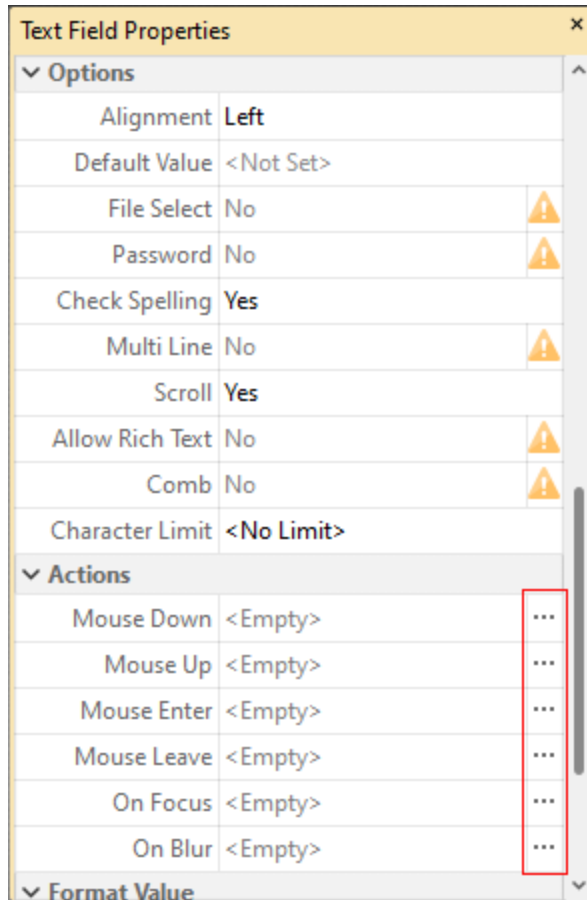 Text Field Properties
Options
Alignment Left
Default Value <Not Set>
File Select No
Password No
Check Spelling Yes
Multi Line No
Scroll Yes
Allow Rich Text No
Comb No
Character Limit <No Limit>
Actions
Mouse Down <Empty> ...
Mouse Up <Empty> ...
Mouse Enter <Empty> ...
Mouse Leave <Empty> ...
On Focus <Empty> ...
On Blur <Empty> ...
Format Value